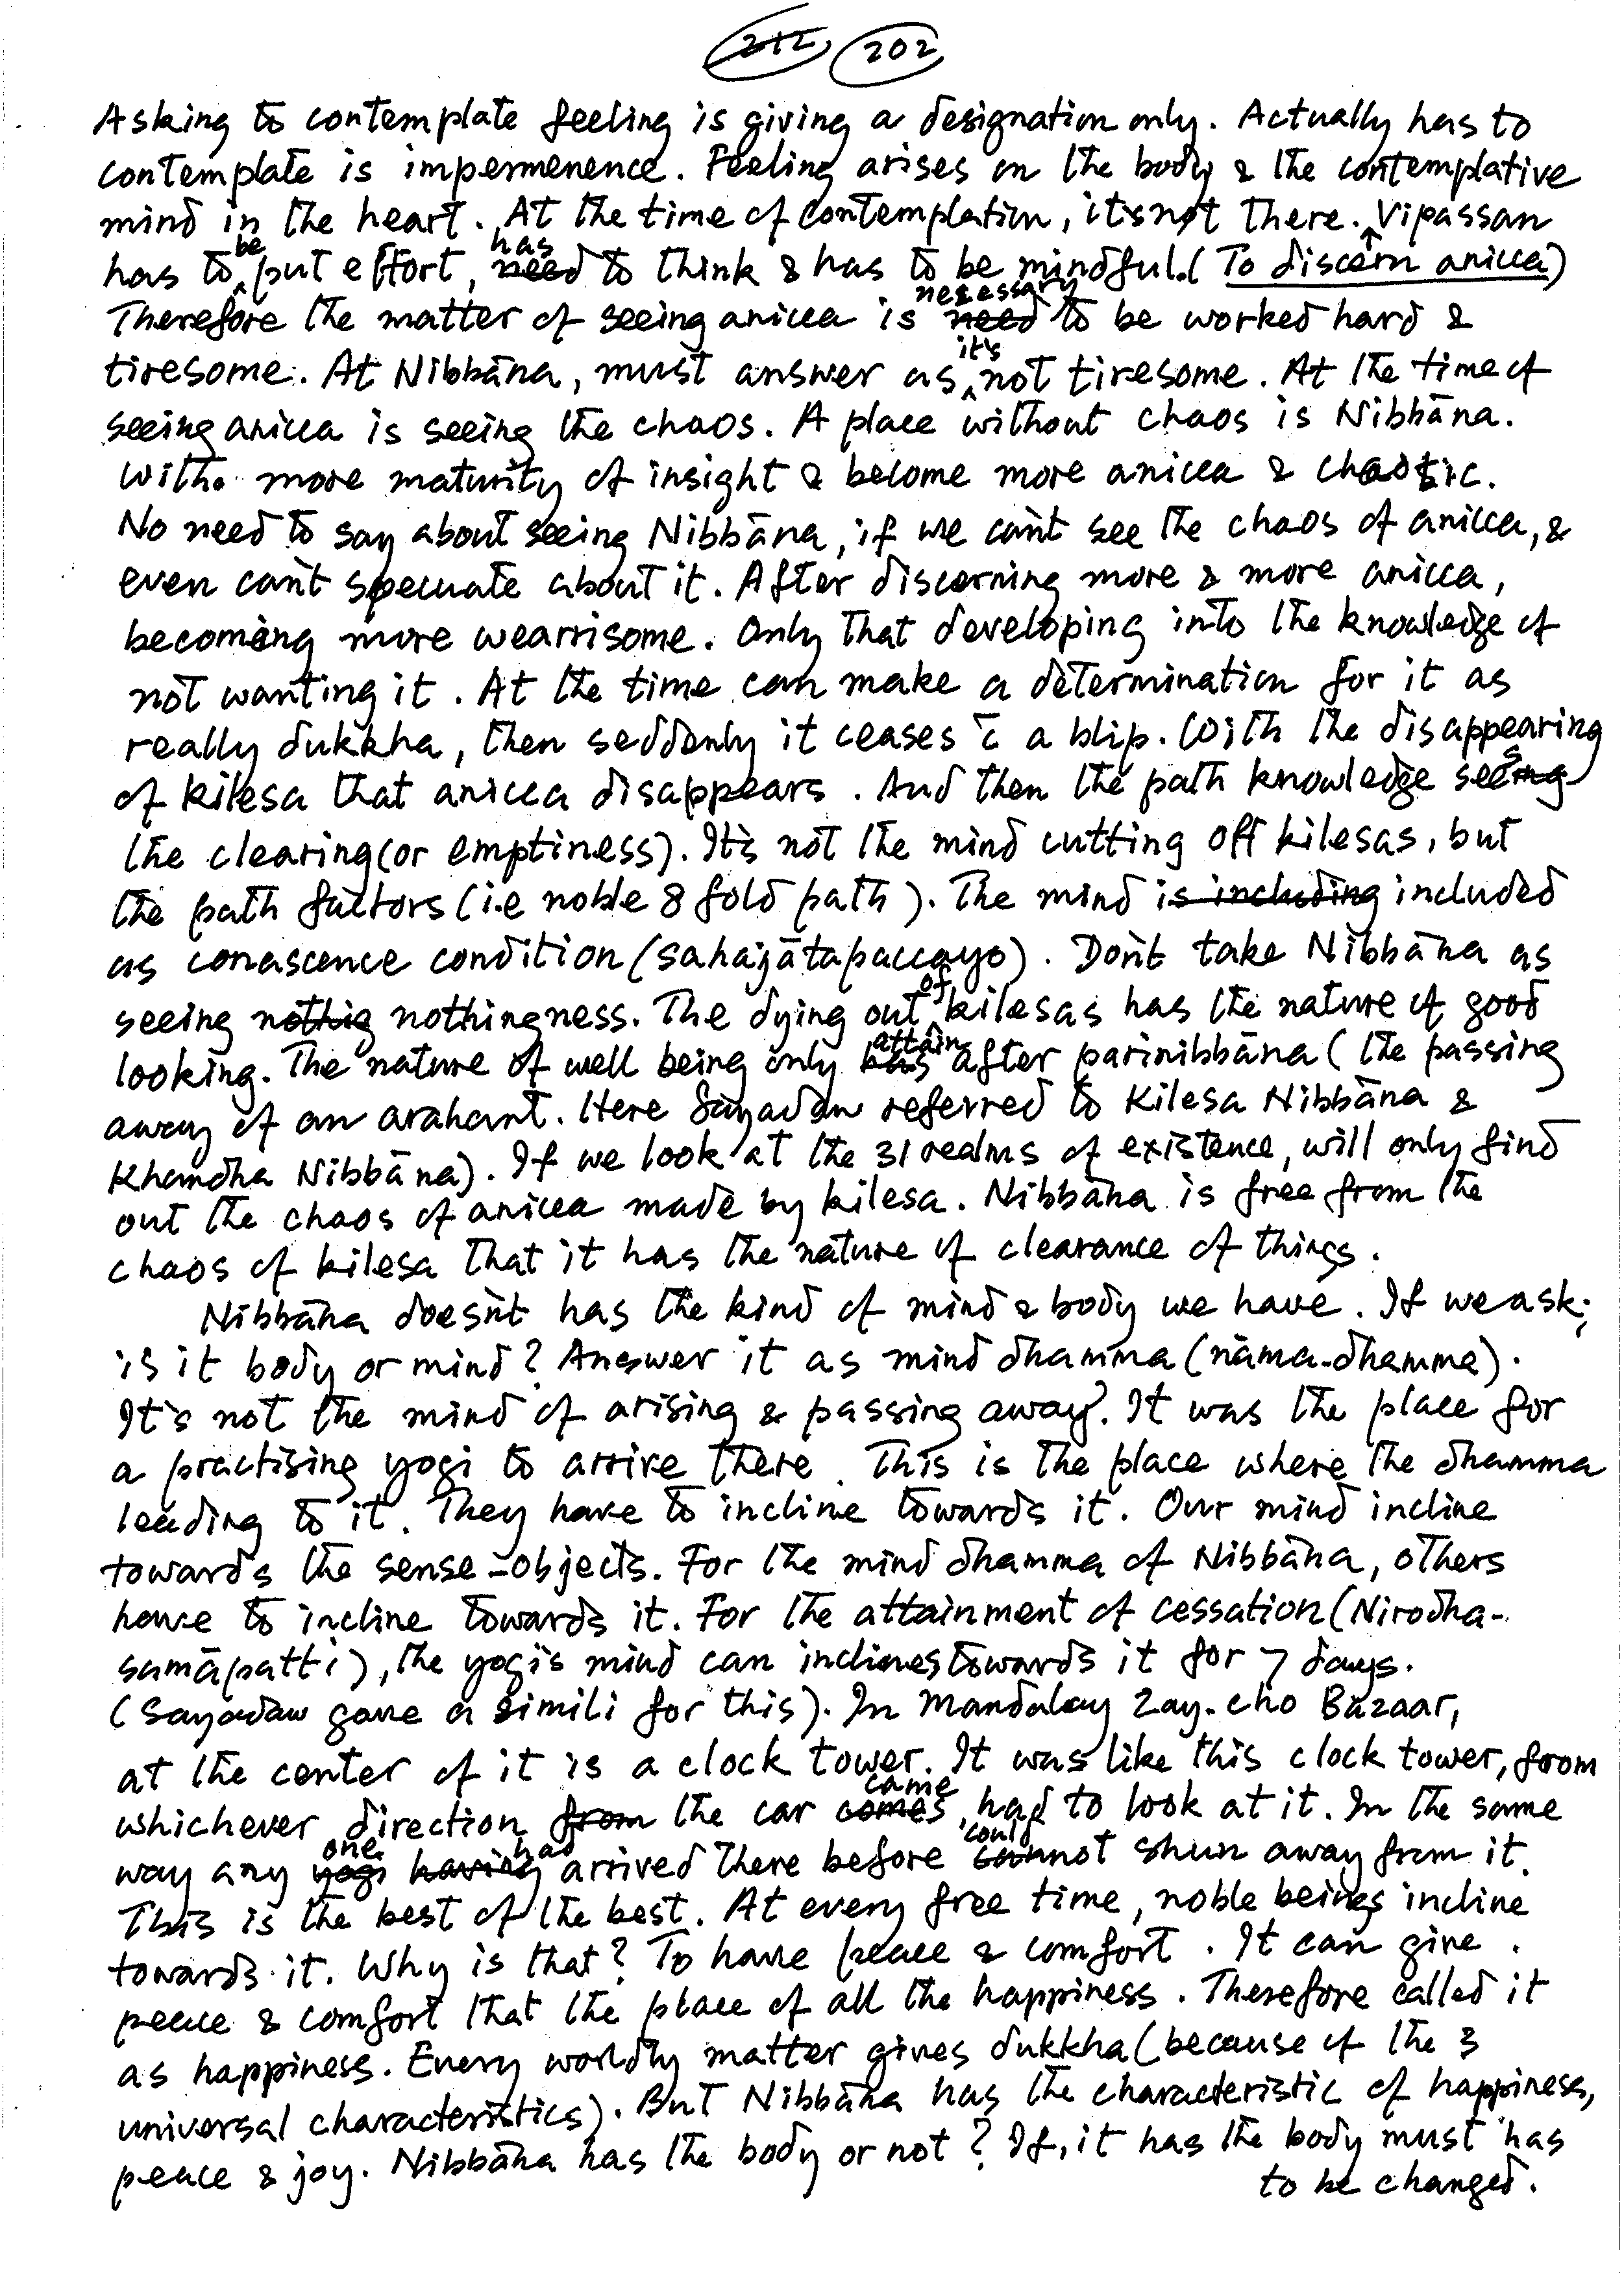 212 202
Asking to contemplate feeling is giving a designation only. Actually has to
contemplate is impermenence. Feeling arises on the body & the contemplative
mind in the heart. At the time of contemplation, it's not there. Vipassan
has to be put effort, need has to think & has to be mindful. (To discern anicca)
Therefore the matter of seeing anicca is need necessary to be worked hard &
tiresome. At Nibbāna, must answer as it's not tiresome. At the time of
seeing anicca is seeing the chaos. A place without chaos is Nibbāna.
With more maturity of insight & become more anicca & chaotic.
No need to say about seeing Nibbāna, if we can't see the chaos of anicca, &
even can't specuate about it. After discerning more & more anicca,
becoming more wearrisome. Only that developing into the knowledge of
not wanting it. At the time can make a determination for it as
really dukkha, then seddenly it ceases c̄ a blip. With the disappearing
of kilesa that anicca disappears. And then the path knowledge sees
the clearing (or emptiness). It's not the mind cutting off kilesas, but
the path factors (i.e noble 8 fold path). The mind is including included
as conascence condition (sahajātapaccayo). Don't take Nibbāna as
seeing nothig nothingness. The dying out of kilesas has the nature of good
looking. The nature of well being only has attain after parinibbāna (the passing
away of an arahant. Here Sayadaw referred to Kilesa Nibbāna &
Khandha Nibbāna). If we look at the 31 realms of existence, will only find
out the chaos of anicca made by kilesa. Nibbāna is free from the
chaos of kilesa that it has the nature of clearance of things.
Nibbāna doesn't has the kind of mind & body we have. If we ask;
is it body or mind? Answer it as mind dhamma (nāma-dhamma).
It's not the mind of arising & passing away. It was the place for
a practising yogi to arrive there. This is the place where the dhamma
leading to it. They have to incline towards it. Our mind incline
towards the sense-objects. For the mind dhamma of Nibbāna, others
have to incline towards it. For the attainment of cessation (Nirodha-
samāpatti), the yogi's mind can inclines towards it for 7 days.
(Sayadaw gave a simili for this). In Mandalay Zay-cho Bazaar,
at the center of it is a clock tower. It was like this clock tower, from
whichever direction from the car comes came, had to look at it. In the same
way any yogi one having had arrived there before cannot could not shun away from it.
This is the best of the best. At every free time, noble beings incline
towards it. Why is that? To have peace & comfort. It can give
peace & comfort that the place of all the happiness. Therefore called it
as happiness. Every worldly matter gives dukkha (because of the 3
universal characteristics). But Nibbāna has the characteristic of happiness,
peace & joy. Nibbāna has the body or not? If, it has the body must has
to be changed.